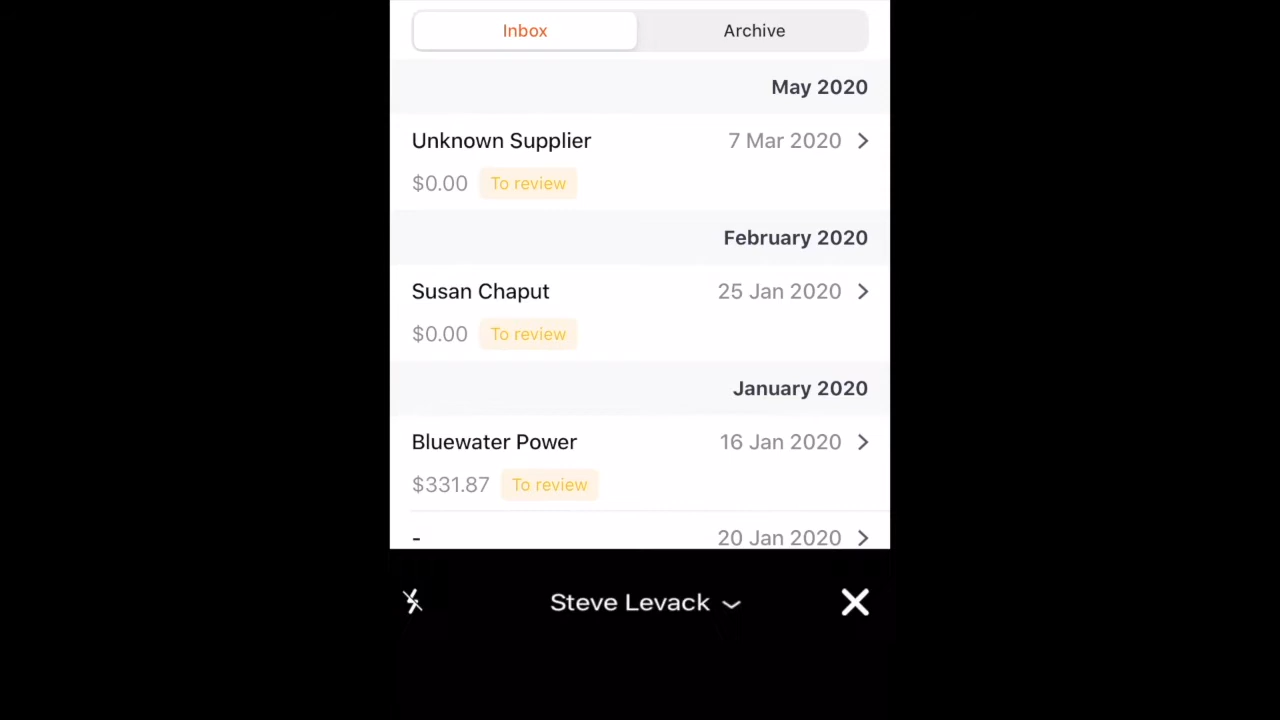 Inbox Archive
May 2020
Unknown Supplier 7 Mar 2020
$0.00 To review
February 2020
Susan Chaput 25 Jan 2020
$0.00 To review
January 2020
Bluewater Power 16 Jan 2020
$331.87 To review
- 20 Jan 2020
Steve Levack